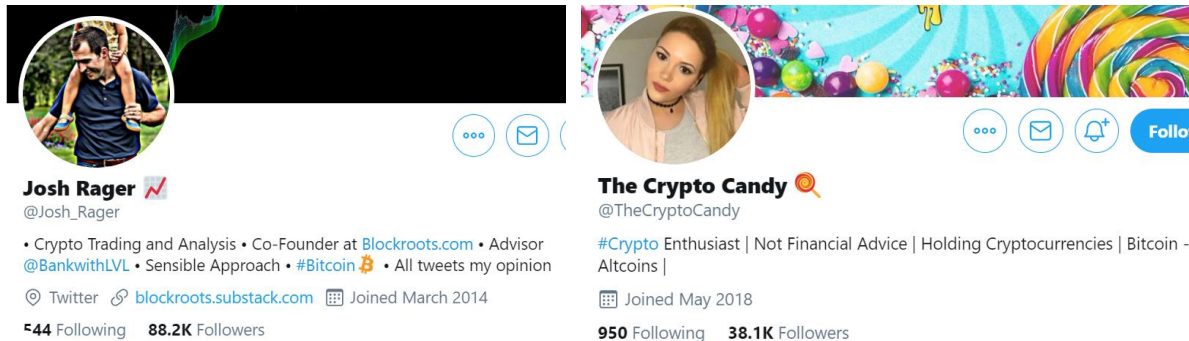 Josh Rager 📈
@Josh_Rager
• Crypto Trading and Analysis • Co-Founder at Blockroots.com • Advisor
@BankwithLVL • Sensible Approach • #Bitcoin • All tweets my opinion
Twitter blockroots.substack.com Joined March 2014
544 Following 88.2K Followers
The Crypto Candy 🍭
@TheCryptoCandy
#Crypto Enthusiast | Not Financial Advice | Holding Cryptocurrencies | Bitcoin -
Altcoins |
Joined May 2018
950 Following 38.1K Followers